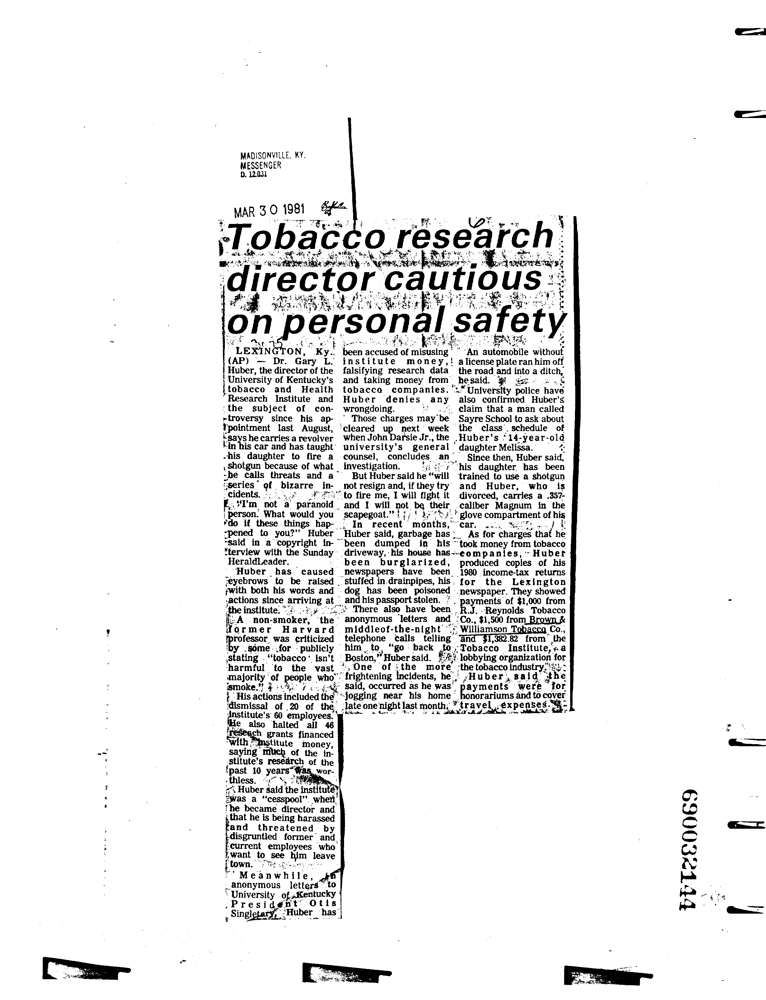 MADISONVILLE, KY.
MESSENGER
D. 12,031
MAR 30 1981
Tobacco research
director cautious
on personal safety
LEXINGTON, Ky.
(AP) — Dr. Gary L.
Huber, the director of the
University of Kentucky's
tobacco and Health
Research Institute and
the subject of con-
troversy since his ap-
pointment last August,
says he carries a revolver
in his car and has taught
his daughter to fire a
shotgun because of what
he calls threats and a
series of bizarre in-
cidents.
"I'm not a paranoid
person. What would you
do if these things hap-
pened to you?" Huber
said in a copyright in-
terview with the Sunday
HeraldLeader.
Huber has caused
eyebrows to be raised
with both his words and
actions since arriving at
the institute.
A non-smoker, the
former Harvard
professor was criticized
by some for publicly
stating "tobacco isn't
harmful to the vast
majority of people who
smoke."
His actions included the
dismissal of 20 of the
institute's 60 employees.
He also halted all 46
reseach grants financed
with institute money,
saying much of the in-
stitute's research of the
past 10 years was wor-
thless.
Huber said the institute
was a "cesspool" when
he became director and
that he is being harassed
and threatened by
disgruntled former and
current employees who
want to see him leave
town.
Meanwhile, in
anonymous letters to
University of Kentucky
President Otis
Singletary, Huber has
been accused of misusing
institute money,
falsifying research data
and taking money from
tobacco companies.
Huber denies any
wrongdoing.
Those charges may be
cleared up next week
when John Darsie Jr., the
university's general
counsel, concludes an
investigation.
But Huber said he "will
not resign and, if they try
to fire me, I will fight it
and I will not be their
scapegoat."
In recent months,
Huber said, garbage has
been dumped in his
driveway, his house has
been burglarized,
newspapers have been
stuffed in drainpipes, his
dog has been poisoned
and his passport stolen.
There also have been
anonymous letters and
middleof-the-night
telephone calls telling
him to "go back to
Boston," Huber said.
One of the more
frightening incidents, he
said, occurred as he was
jogging near his home
late one night last month.
An automobile without
a license plate ran him off
the road and into a ditch,
he said.
University police have
also confirmed Huber's
claim that a man called
Sayre School to ask about
the class schedule of
Huber's 14-year-old
daughter Melissa.
Since then, Huber said,
his daughter has been
trained to use a shotgun
and Huber, who is
divorced, carries a .357-
caliber Magnum in the
glove compartment of his
car.
As for charges that he
took money from tobacco
companies, Huber
produced copies of his
1980 income-tax returns
for the Lexington
newspaper. They showed
payments of $1,000 from
R.J. Reynolds Tobacco
Co., $1,500 from Brown &
Williamson Tobacco Co.,
and $1,382.82 from the
Tobacco Institute, a
lobbying organization for
the tobacco industry.
Huber said the
payments were for
honorariums and to cover
travel expenses.
690032144